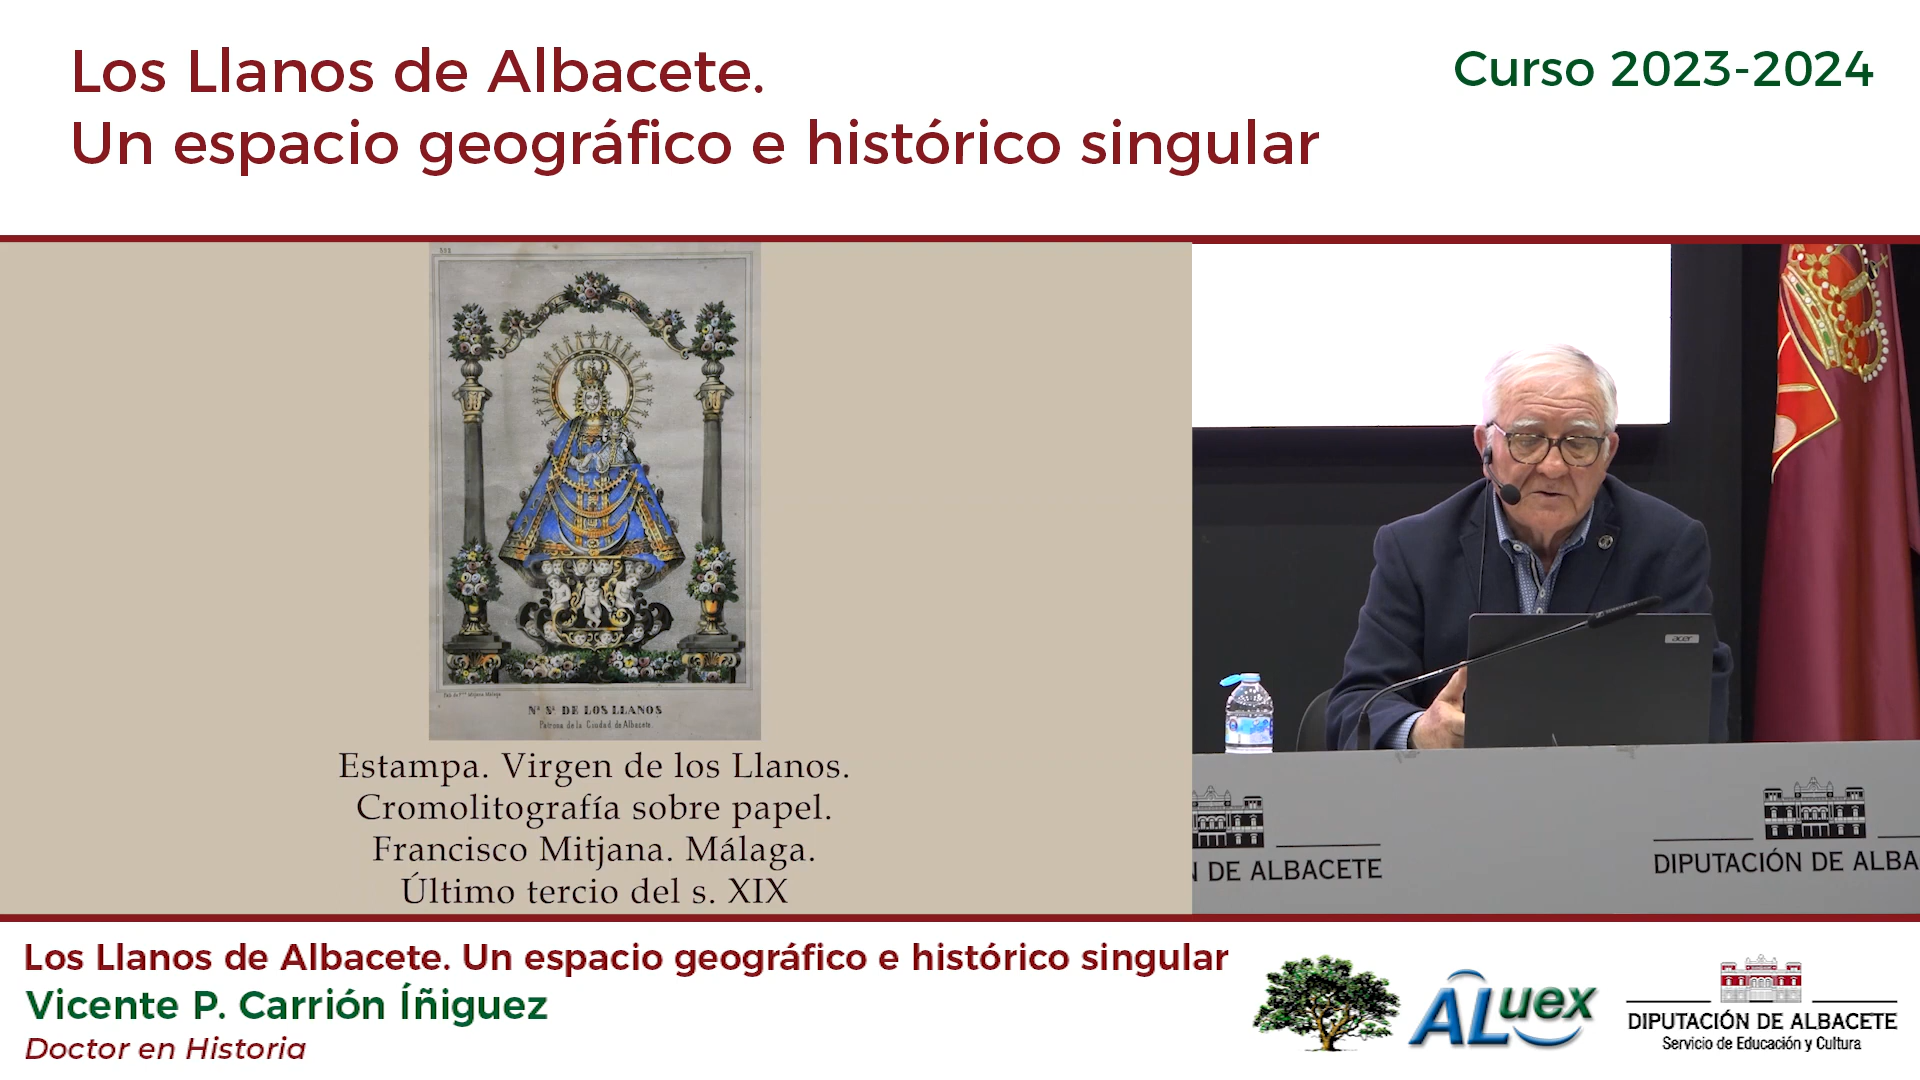 Los Llanos de Albacete.
Un espacio geográfico e histórico singular
Curso 2023-2024
Nª Sª DE LOS LLANOS
Patrona de la Ciudad de Albacete.
Estampa. Virgen de los Llanos.
Cromolitografía sobre papel.
Francisco Mitjana. Málaga.
Último tercio del s. XIX
acer
N DE ALBACETE
DIPUTACIÓN DE ALBA
Los Llanos de Albacete. Un espacio geográfico e histórico singular
Vicente P. Carrión Íñiguez
Doctor en Historia
ALuex
DIPUTACIÓN DE ALBACETE
Servicio de Educación y Cultura